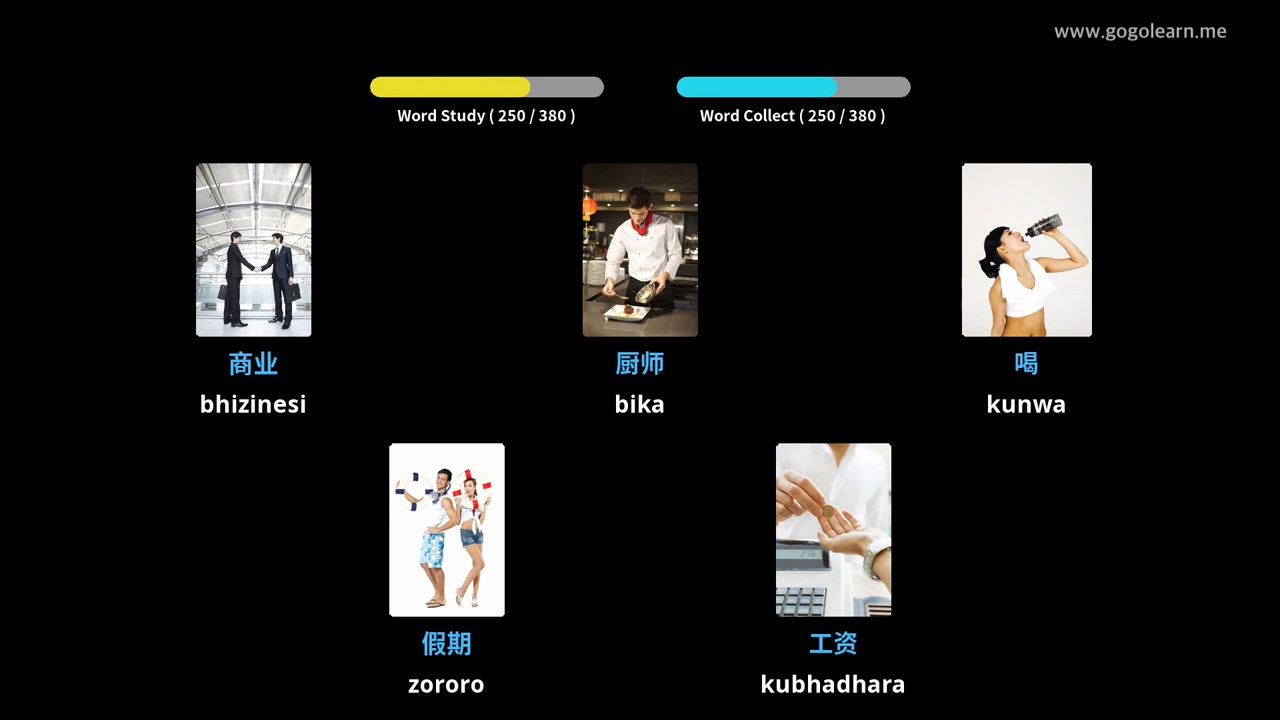 www.gogolearn.me
Word Study ( 250 / 380 )
Word Collect ( 250 / 380 )
商业
bhizinesi
厨师
bika
喝
kunwa
假期
zororo
工资
kubhadhara